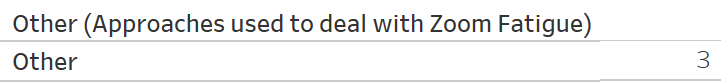 Other (Approaches used to deal with Zoom Fatigue)
Other 3